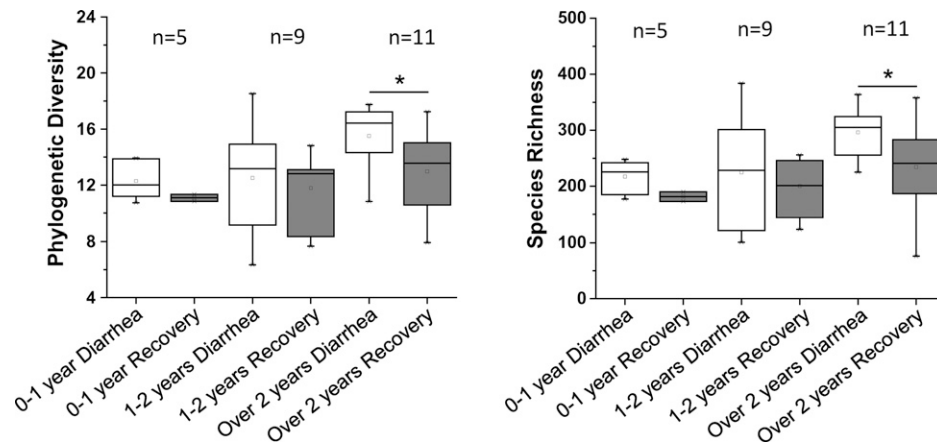 Phylogenetic Diversity
24
20
16
12
8
4
n=5 n=9 n=11
*
0-1 year Diarrhea
0-1 year Recovery
1-2 years Diarrhea
1-2 years Recovery
Over 2 years Diarrhea
Over 2 years Recovery
Species Richness
500
400
300
200
100
0
n=5 n=9 n=11
*
0-1 year Diarrhea
0-1 year Recovery
1-2 years Diarrhea
1-2 years Recovery
Over 2 years Diarrhea
Over 2 years Recovery